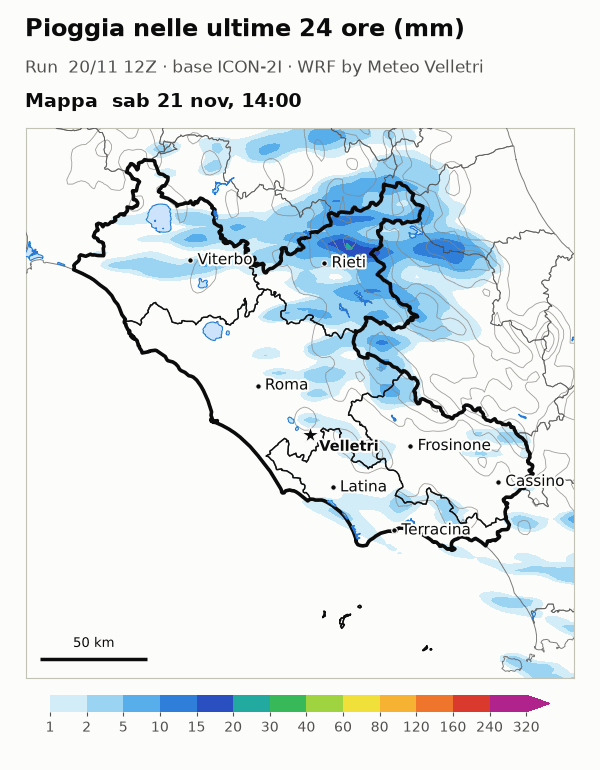 Pioggia nelle ultime 24 ore (mm)
Run 20/11 12Z · base ICON-2I · WRF by Meteo Velletri
Mappa sab 21 nov, 14:00
Viterbo
Rieti
Roma
Velletri
Frosinone
Latina
Cassino
Terracina
50 km
1 2 5 10 15 20 30 40 60 80 120 160 240 320